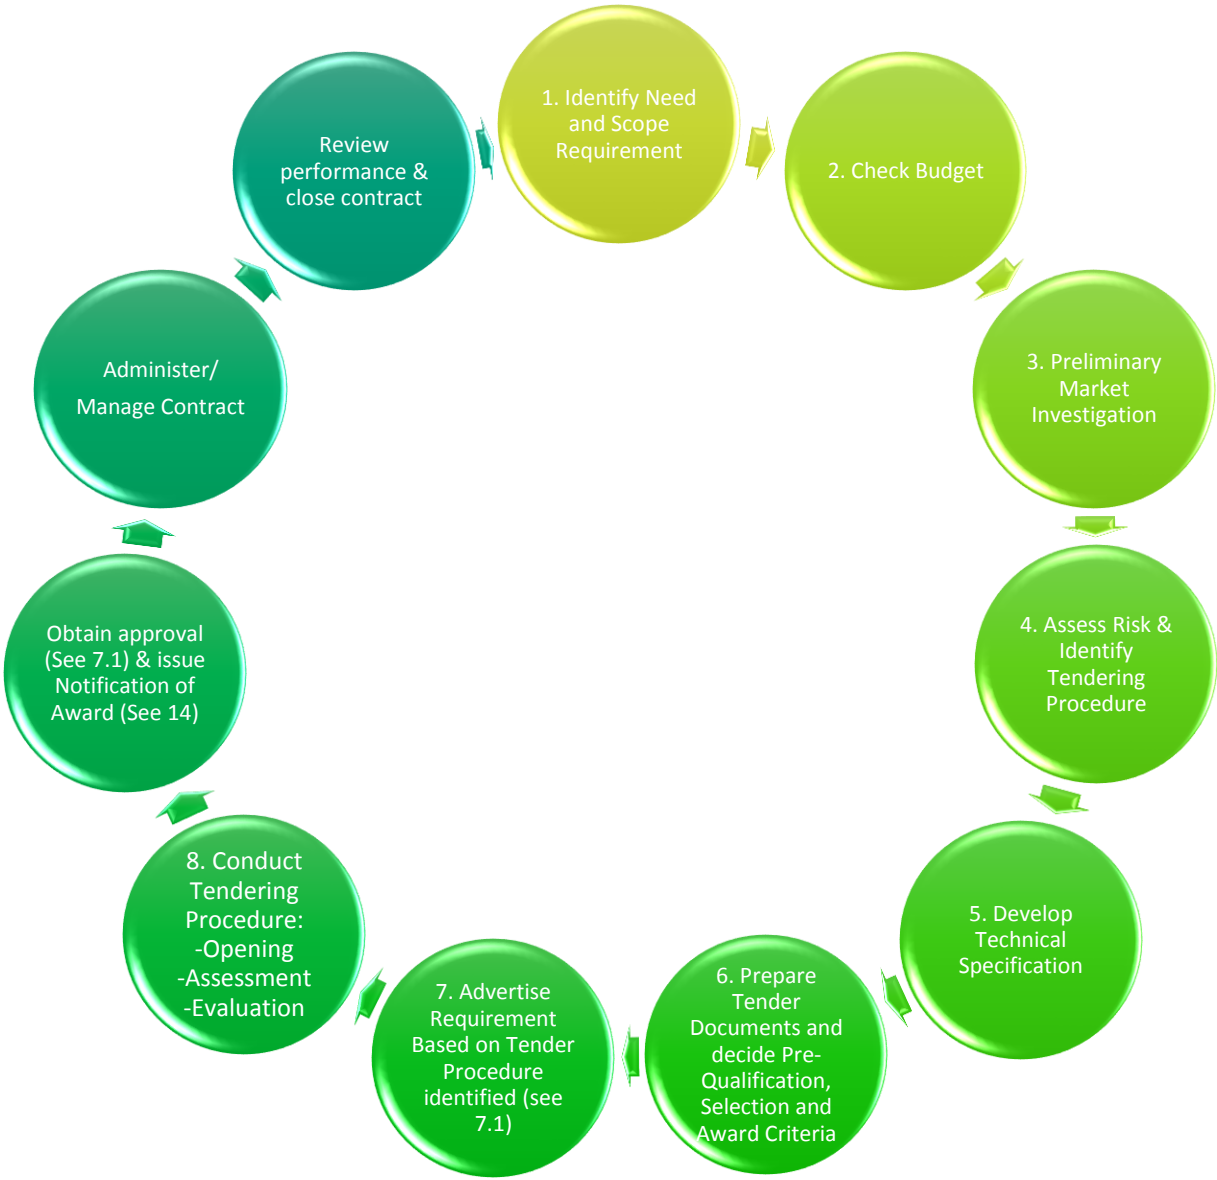 1. Identify Need
and Scope
Requirement
2. Check Budget
3. Preliminary
Market
Investigation
4. Assess Risk &
Identify
Tendering
Procedure
5. Develop
Technical
Specification
6. Prepare
Tender
Documents and
decide Pre-
Qualification,
Selection and
Award Criteria
7. Advertise
Requirement
Based on Tender
Procedure
identified (see
7.1)
8. Conduct
Tendering
Procedure:
-Opening
-Assessment
-Evaluation
Obtain approval
(See 7.1) & issue
Notification of
Award (See 14)
Administer/
Manage Contract
Review
performance &
close contract